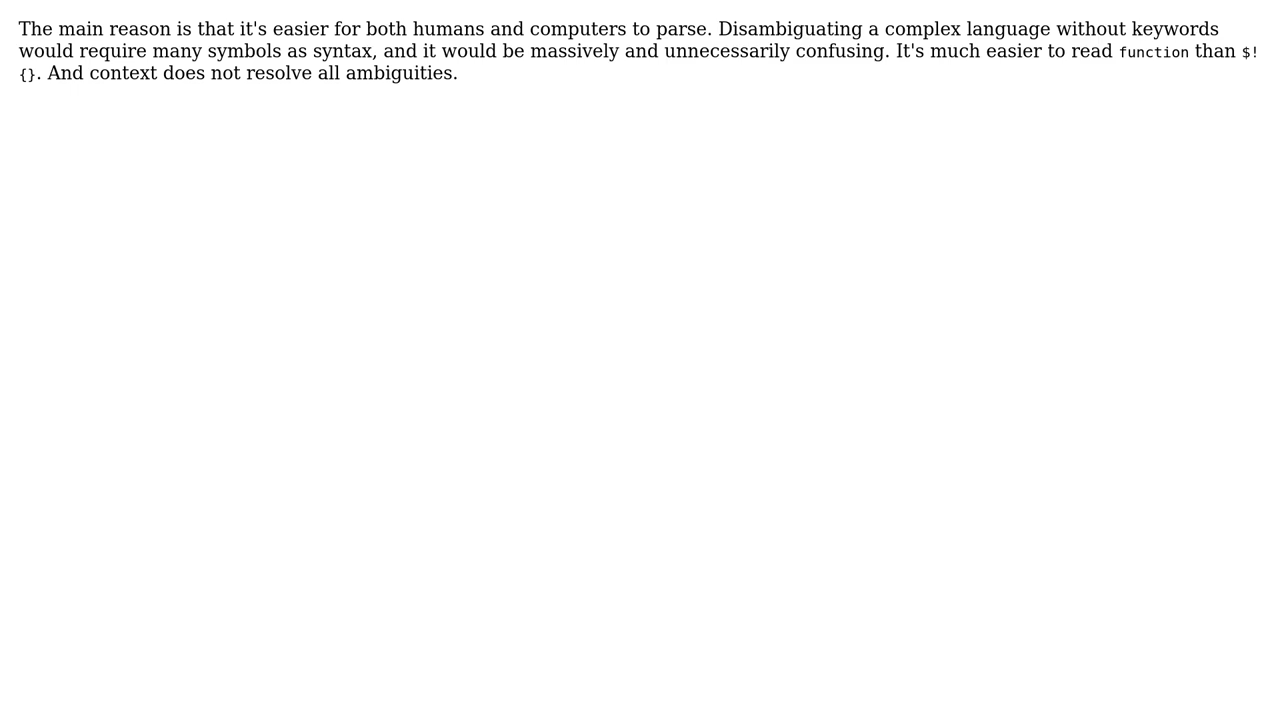 The main reason is that it's easier for both humans and computers to parse. Disambiguating a complex language without keywords
would require many symbols as syntax, and it would be massively and unnecessarily confusing. It's much easier to read function than $!
{}. And context does not resolve all ambiguities.